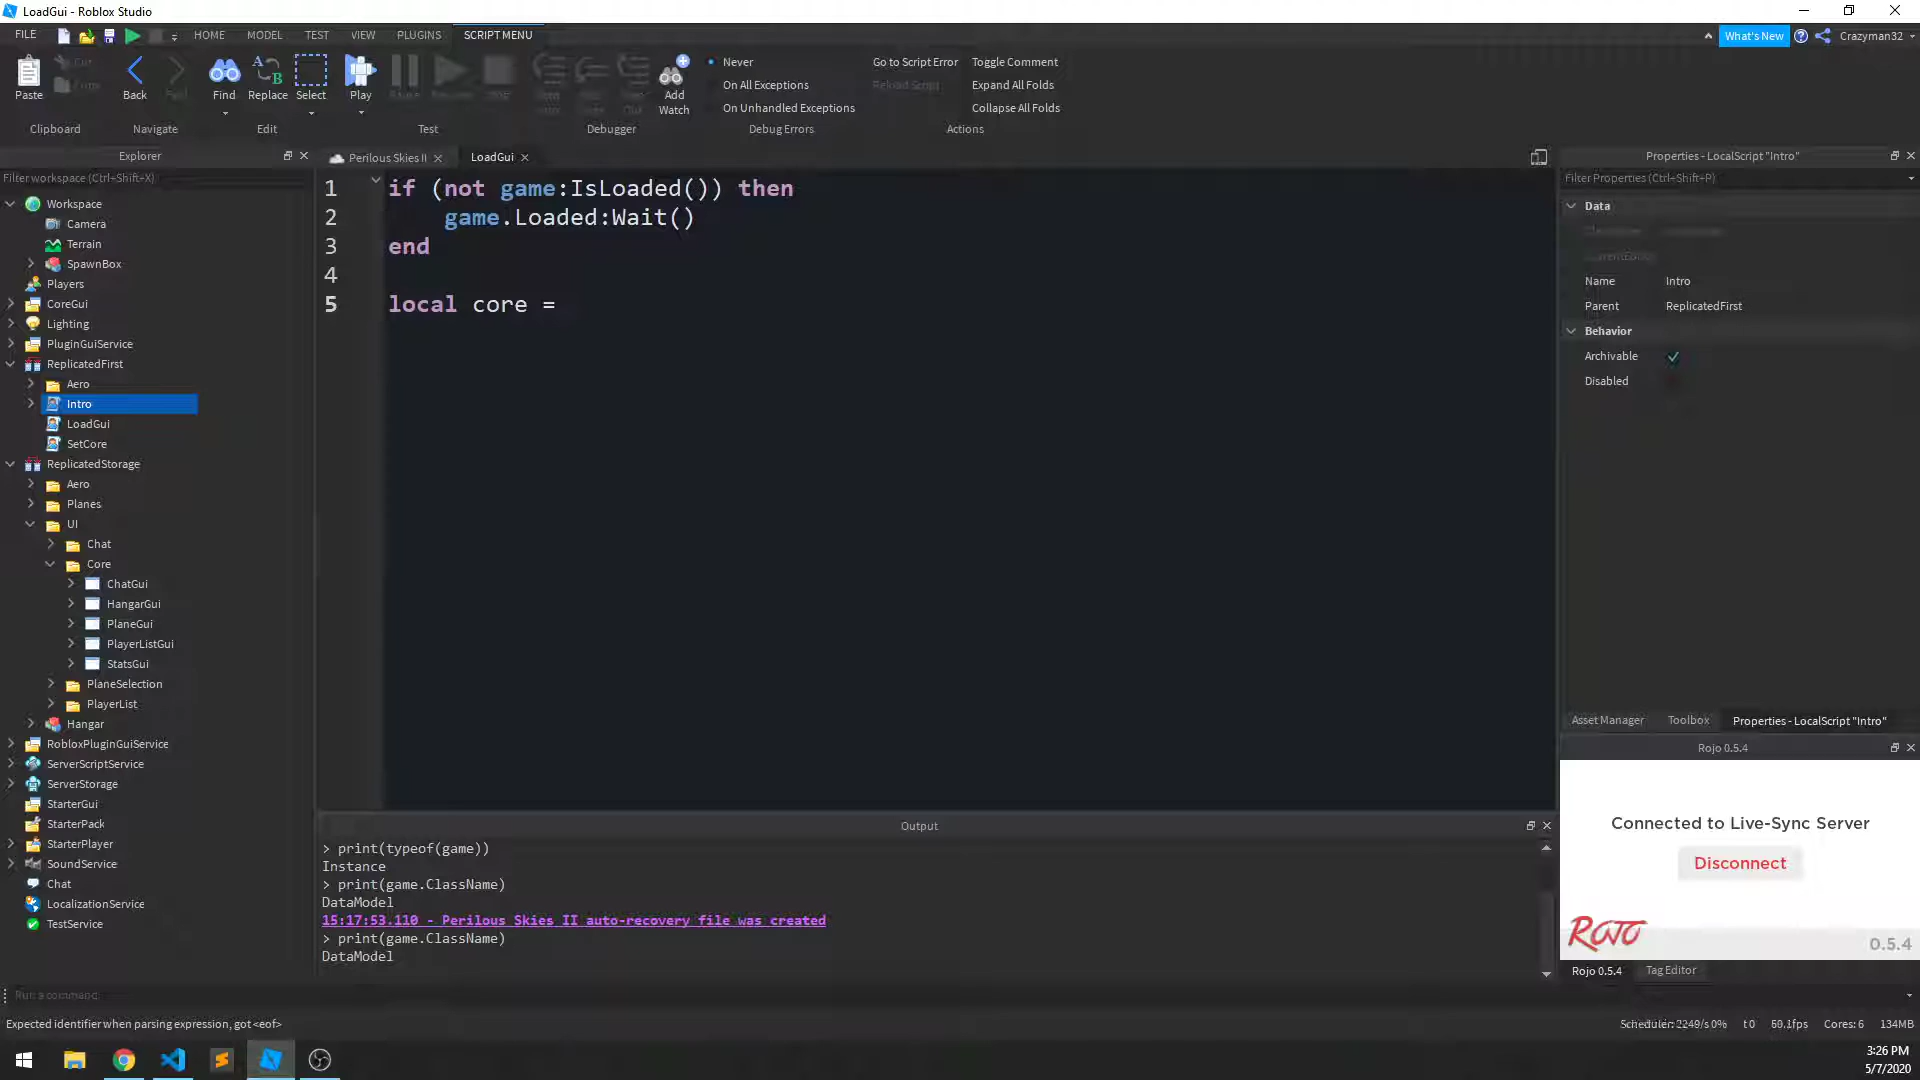 LoadGui - Roblox Studio
FILE HOME MODEL TEST VIEW PLUGINS SCRIPT MENU What's New Crazyman32
Paste Cut Copy Back Find Replace Select Play Pause Resume Stop Add Watch
Never
On All Exceptions
On Unhandled Exceptions
Go to Script Error
Reload Script
Toggle Comment
Expand All Folds
Collapse All Folds
Clipboard Navigate Edit Test Debugger Debug Errors Actions
Explorer
Filter workspace (Ctrl+Shift+X)
Workspace
Camera
Terrain
SpawnBox
Players
CoreGui
Lighting
PluginGuiService
ReplicatedFirst
Aero
Intro
LoadGui
SetCore
ReplicatedStorage
Aero
Planes
UI
Chat
Core
ChatGui
HangarGui
PlaneGui
PlayerListGui
StatsGui
PlaneSelection
PlayerList
Hangar
RobloxPluginGuiService
ServerScriptService
ServerStorage
StarterGui
StarterPack
StarterPlayer
SoundService
Chat
LocalizationService
TestService
Perilous Skies II LoadGui
1 if (not game:IsLoaded()) then
2 game.Loaded:Wait()
3 end
4
5 local core =
Output
> print(typeof(game))
Instance
> print(game.ClassName)
DataModel
15:17:53.110 - Perilous Skies II auto-recovery file was created
> print(game.ClassName)
DataModel
Properties - LocalScript "Intro"
Filter Properties (Ctrl+Shift+P)
Data
Name Intro
Parent ReplicatedFirst
Behavior
Archivable
Disabled
Asset Manager Toolbox Properties - LocalScript "Intro"
Rojo 0.5.4
Connected to Live-Sync Server
Disconnect
ROJO
0.5.4
Rojo 0.5.4 Tag Editor
Run a command
Expected identifier when parsing expression, got <eof>
t 0 Cores: 6 134MB
3:26 PM
5/7/2020